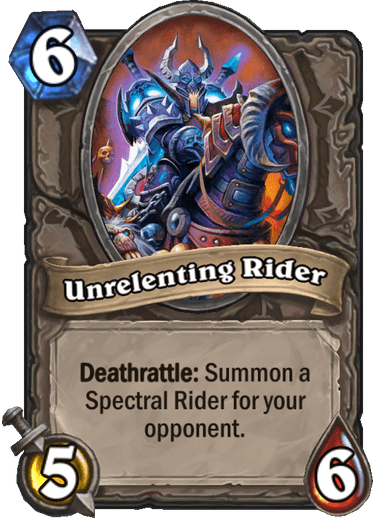 6
Unrelenting Rider
Deathrattle: Summon a
Spectral Rider for your
opponent.
5
6